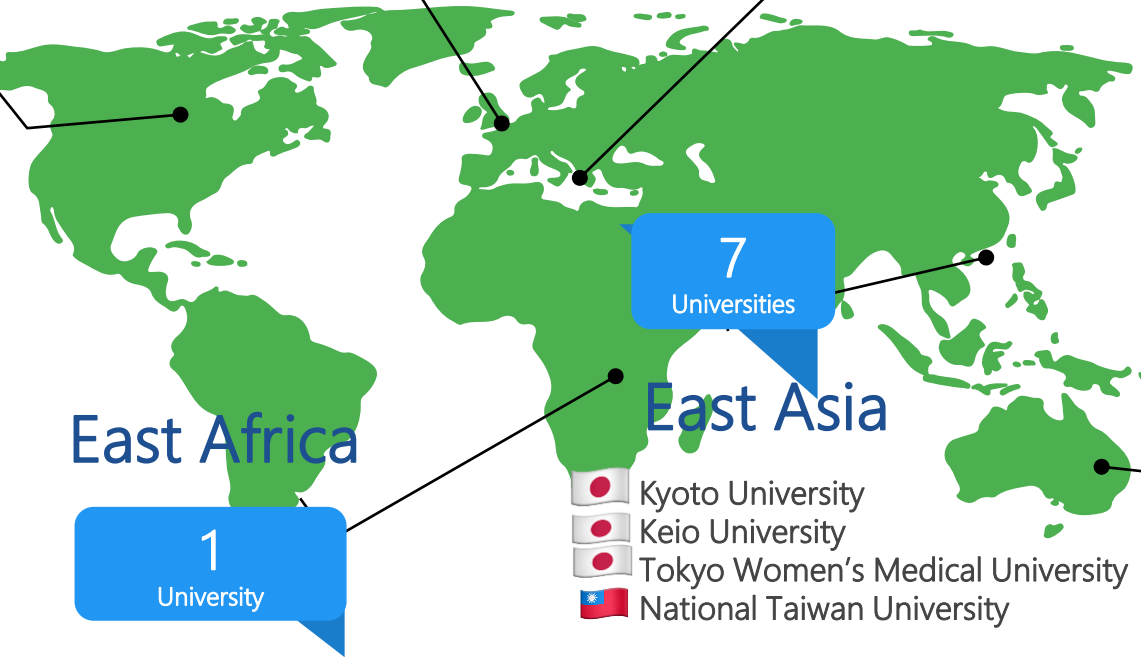 7
Universities
East Africa
East Asia
1
University
Kyoto University
Keio University
Tokyo Women's Medical University
National Taiwan University